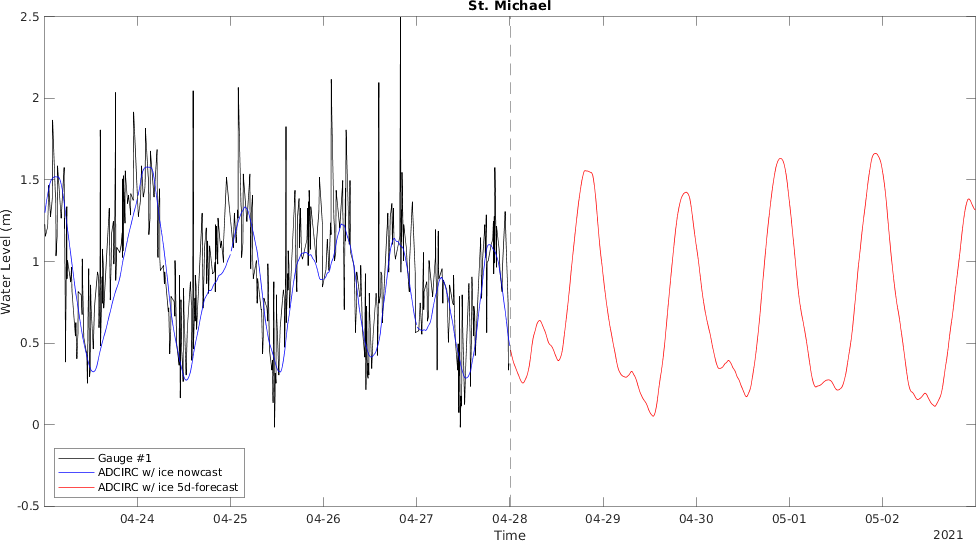 St. Michael
2.5
2
1.5
1
0.5
0
-0.5
Water Level (m)
Gauge #1
ADCIRC w/ ice nowcast
ADCIRC w/ ice 5d-forecast
04-24 04-25 04-26 04-27 04-28 04-29 04-30 05-01 05-02
Time
2021